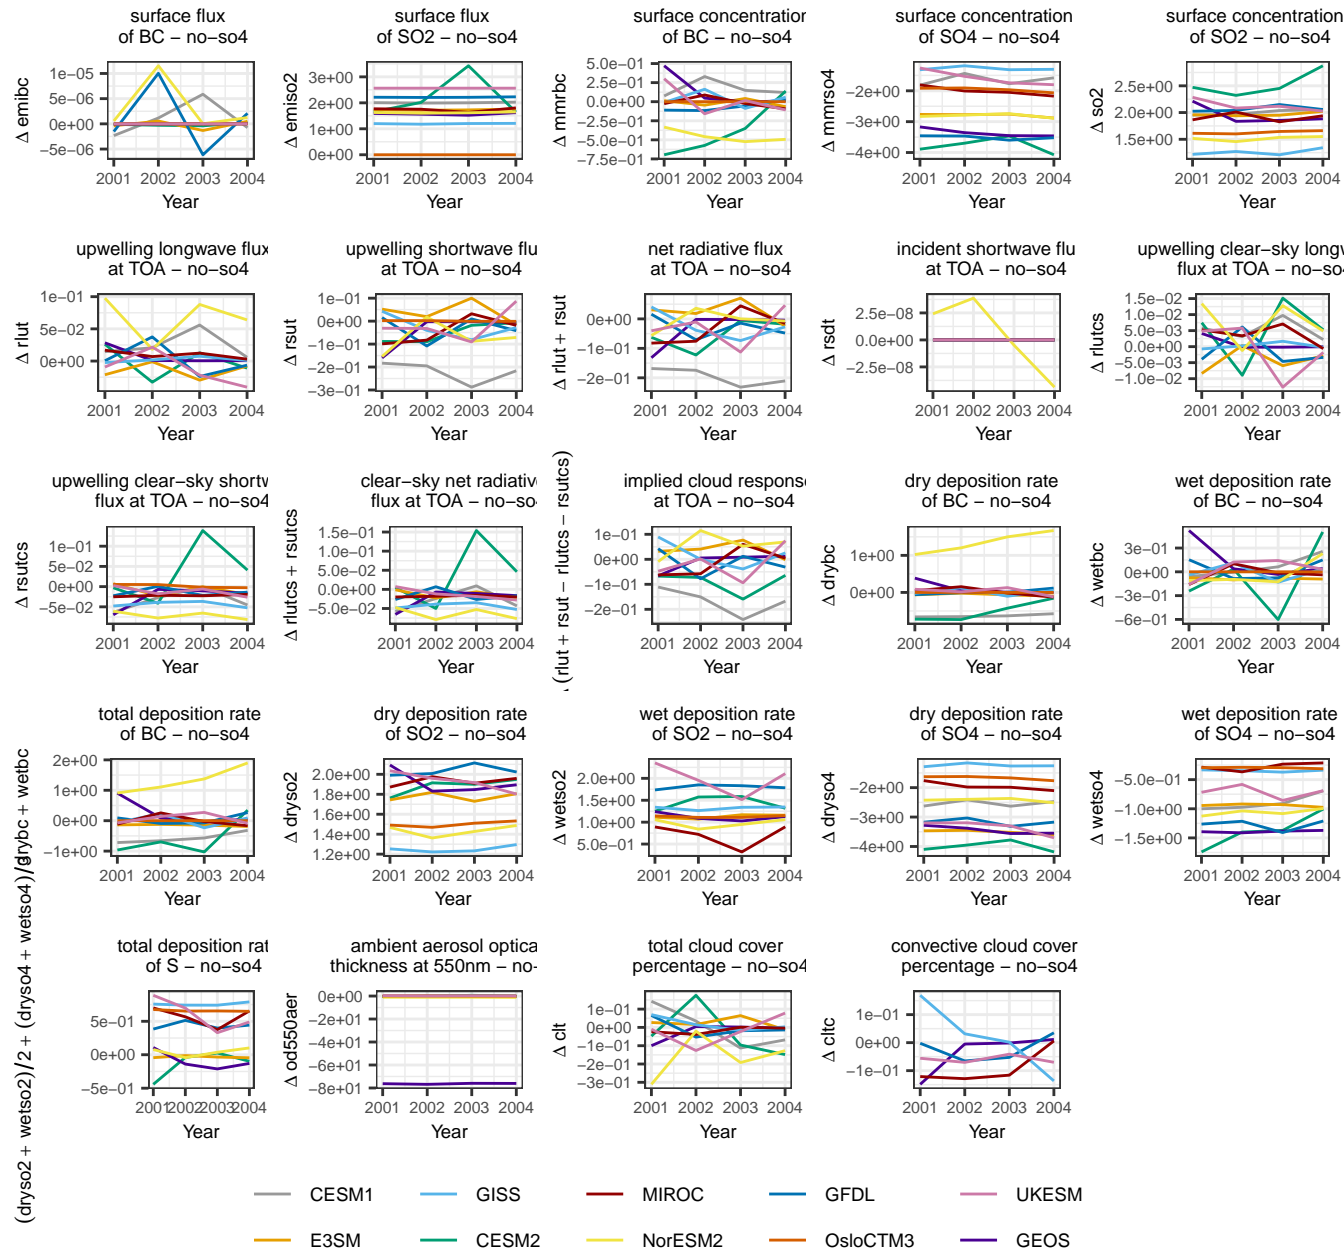 surface flux
of BC − no−so4
surface flux
of SO2 − no−so4
surface concentration
of BC − no−so4
surface concentration
of SO4 − no−so4
surface concentration
of SO2 − no−so4
Δ emibc
1e−05
5e−06
0e+00
−5e−06
2001 2002 2003 2004
Year
Δ emiso2
3e+00
2e+00
1e+00
0e+00
2001 2002 2003 2004
Year
Δ mmrbc
5.0e−01
2.5e−01
0.0e+00
−2.5e−01
−5.0e−01
−7.5e−01
2001 2002 2003 2004
Year
Δ mmrso4
−1e+00
−2e+00
−3e+00
−4e+00
2001 2002 2003 2004
Year
Δ so2
2.5e+00
2.0e+00
1.5e+00
2001 2002 2003 2004
Year
upwelling longwave flux
at TOA − no−so4
upwelling shortwave flu
at TOA − no−so4
net radiative flux
at TOA − no−so4
incident shortwave flu
at TOA − no−so4
upwelling clear−sky longw
flux at TOA − no−so4
Δ rlut
1e−01
5e−02
0e+00
2001 2002 2003 2004
Year
Δ rsut
1e−01
0e+00
−1e−01
−2e−01
−3e−01
2001 2002 2003 2004
Year
Δ rlut + rsut
0e+00
−1e−01
−2e−01
2001 2002 2003 2004
Year
Δ rsdt
2.5e−08
0.0e+00
−2.5e−08
2001 2002 2003 2004
Year
Δ rlutcs
1.5e−02
1.0e−02
5.0e−03
0.0e+00
−5.0e−03
−1.0e−02
2001 2002 2003 2004
Year
upwelling clear−sky shortw
flux at TOA − no−so4
clear−sky net radiative
flux at TOA − no−so4
implied cloud response
at TOA − no−so4
dry deposition rate
of BC − no−so4
wet deposition rate
of BC − no−so4
Δ rsutcs
1e−01
5e−02
0e+00
−5e−02
2001 2002 2003 2004
Year
Δ rlutcs + rsutcs
1.5e−01
1.0e−01
5.0e−02
0.0e+00
−5.0e−02
2001 2002 2003 2004
Year
(rlut + rsut − rlutcs − rsutcs)
1e−01
0e+00
−1e−01
−2e−01
2001 2002 2003 2004
Year
Δ drybc
1e+00
0e+00
2001 2002 2003 2004
Year
Δ wetbc
3e−01
0e+00
−3e−01
−6e−01
2001 2002 2003 2004
Year
total deposition rate
of BC − no−so4
dry deposition rate
of SO2 − no−so4
wet deposition rate
of SO2 − no−so4
dry deposition rate
of SO4 − no−so4
wet deposition rate
of SO4 − no−so4
drybc + wetbc
2e+00
1e+00
0e+00
−1e+00
2001 2002 2003 2004
Year
Δ dryso2
2.0e+00
1.8e+00
1.6e+00
1.4e+00
1.2e+00
2001 2002 2003 2004
Year
Δ wetso2
2.0e+00
1.5e+00
1.0e+00
5.0e−01
2001 2002 2003 2004
Year
Δ dryso4
−2e+00
−3e+00
−4e+00
2001 2002 2003 2004
Year
Δ wetso4
−5.0e−01
−1.0e+00
−1.5e+00
2001 2002 2003 2004
Year
total deposition rat
of S − no−so4
ambient aerosol optica
thickness at 550nm − no−
total cloud cover
percentage − no−so4
convective cloud cover
percentage − no−so4
(dryso2 + wetso2)/2 + (dryso4 + wetso4)/
5e−01
0e+00
−5e−01
2001 2002 2003 2004
Year
Δ od550aer
0e+00
−2e+01
−4e+01
−6e+01
−8e+01
2001 2002 2003 2004
Year
Δ clt
1e−01
0e+00
−1e−01
−2e−01
−3e−01
2001 2002 2003 2004
Year
Δ cltc
1e−01
0e+00
−1e−01
2001 2002 2003 2004
Year
CESM1
GISS
MIROC
GFDL
UKESM
E3SM
CESM2
NorESM2
OsloCTM3
GEOS